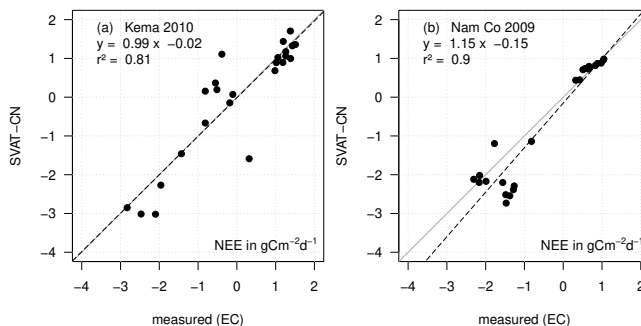 (a) Kema 2010
y = 0.99 x −0.02
r² = 0.81
SVAT−CN
2
1
0
−1
−2
−3
−4
NEE in gCm⁻²d⁻¹
−4 −3 −2 −1 0 1 2
measured (EC)
(b) Nam Co 2009
y = 1.15 x −0.15
r² = 0.9
SVAT−CN
2
1
0
−1
−2
−3
−4
NEE in gCm⁻²d⁻¹
−4 −3 −2 −1 0 1 2
measured (EC)